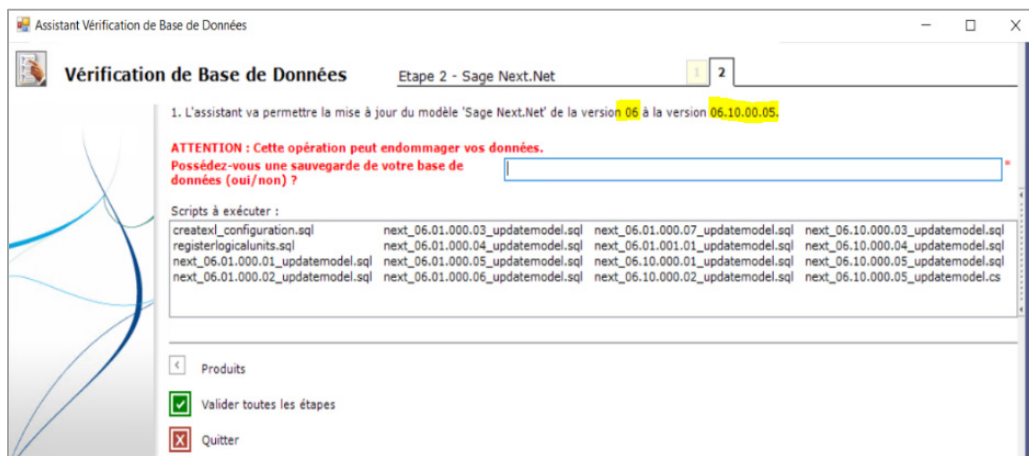 Assistant Vérification de Base de Données
Vérification de Base de Données
Etape 2 - Sage Next.Net
1
2
1. L'assistant va permettre la mise à jour du modèle 'Sage Next.Net' de la version 06 à la version 06.10.00.05.
ATTENTION : Cette opération peut endommager vos données.
Possédez-vous une sauvegarde de votre base de
données (oui/non) ?
*
Scripts à exécuter :
createxl_configuration.sql next_06.01.000.03_updatemodel.sql next_06.01.000.07_updatemodel.sql next_06.10.000.03_updatemodel.sql
registerlogicalunits.sql next_06.01.000.04_updatemodel.sql next_06.01.001.01_updatemodel.sql next_06.10.000.04_updatemodel.sql
next_06.01.000.01_updatemodel.sql next_06.01.000.05_updatemodel.sql next_06.10.000.01_updatemodel.sql next_06.10.000.05_updatemodel.sql
next_06.01.000.02_updatemodel.sql next_06.01.000.06_updatemodel.sql next_06.10.000.02_updatemodel.sql next_06.10.000.05_updatemodel.cs
Produits
Valider toutes les étapes
Quitter